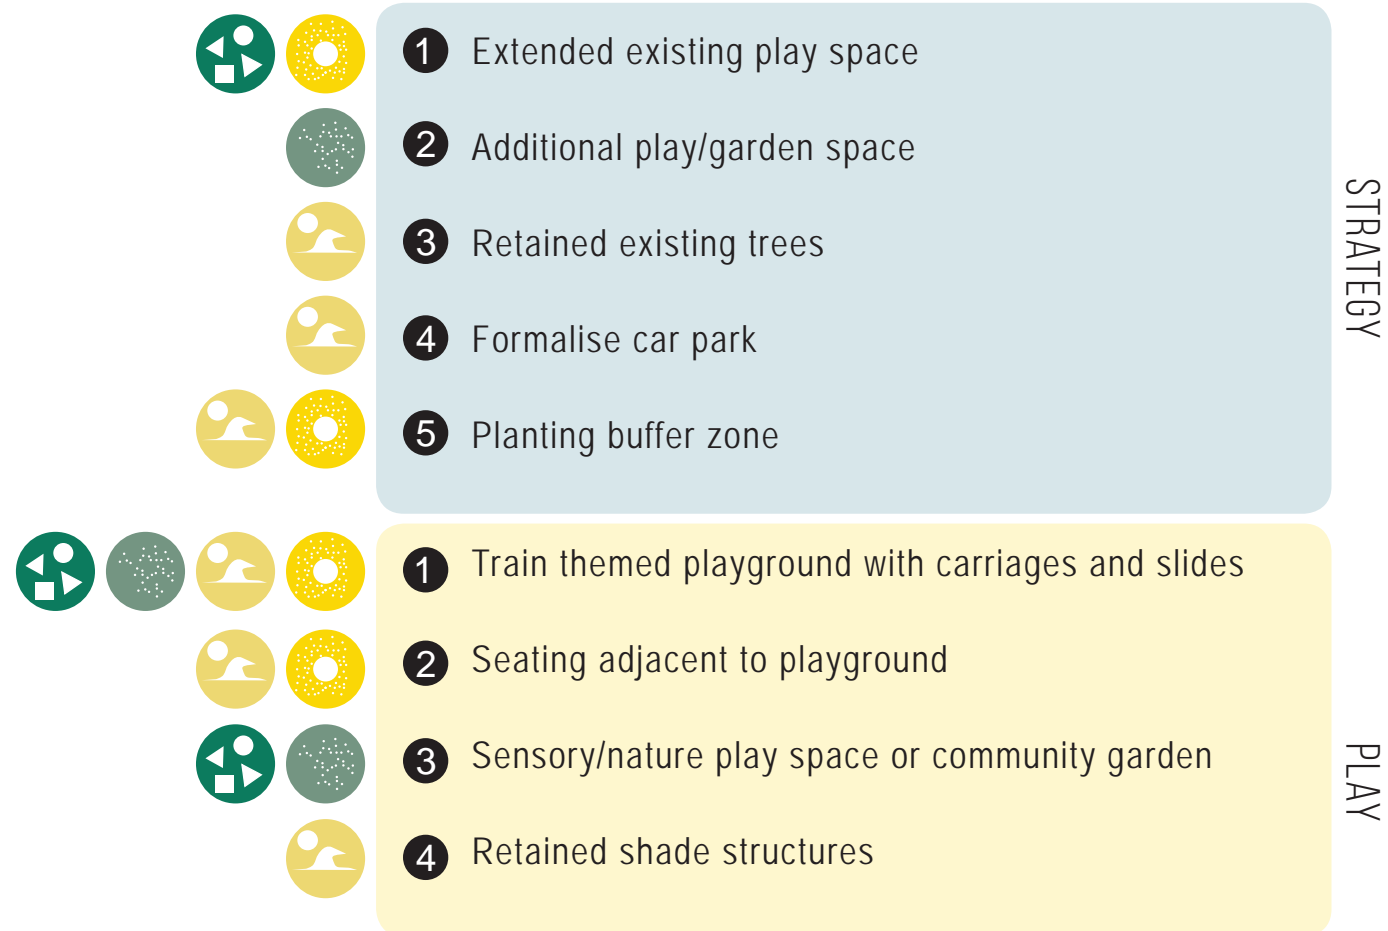 1 Extended existing play space
2 Additional play/garden space
3 Retained existing trees
4 Formalise car park
5 Planting buffer zone
STRATEGY
1 Train themed playground with carriages and slides
2 Seating adjacent to playground
3 Sensory/nature play space or community garden
4 Retained shade structures
PLAY